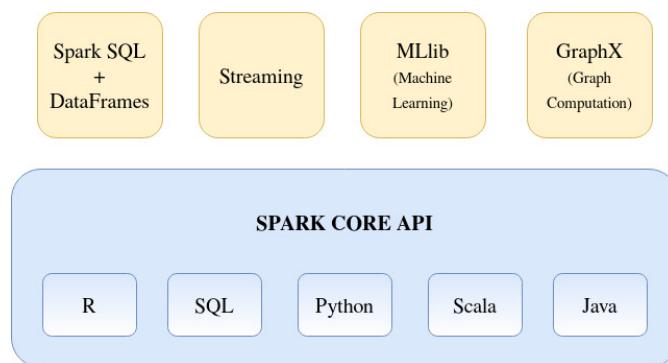 Spark SQL
+
DataFrames
Streaming
MLlib
(Machine
Learning)
GraphX
(Graph
Computation)
SPARK CORE API
R
SQL
Python
Scala
Java